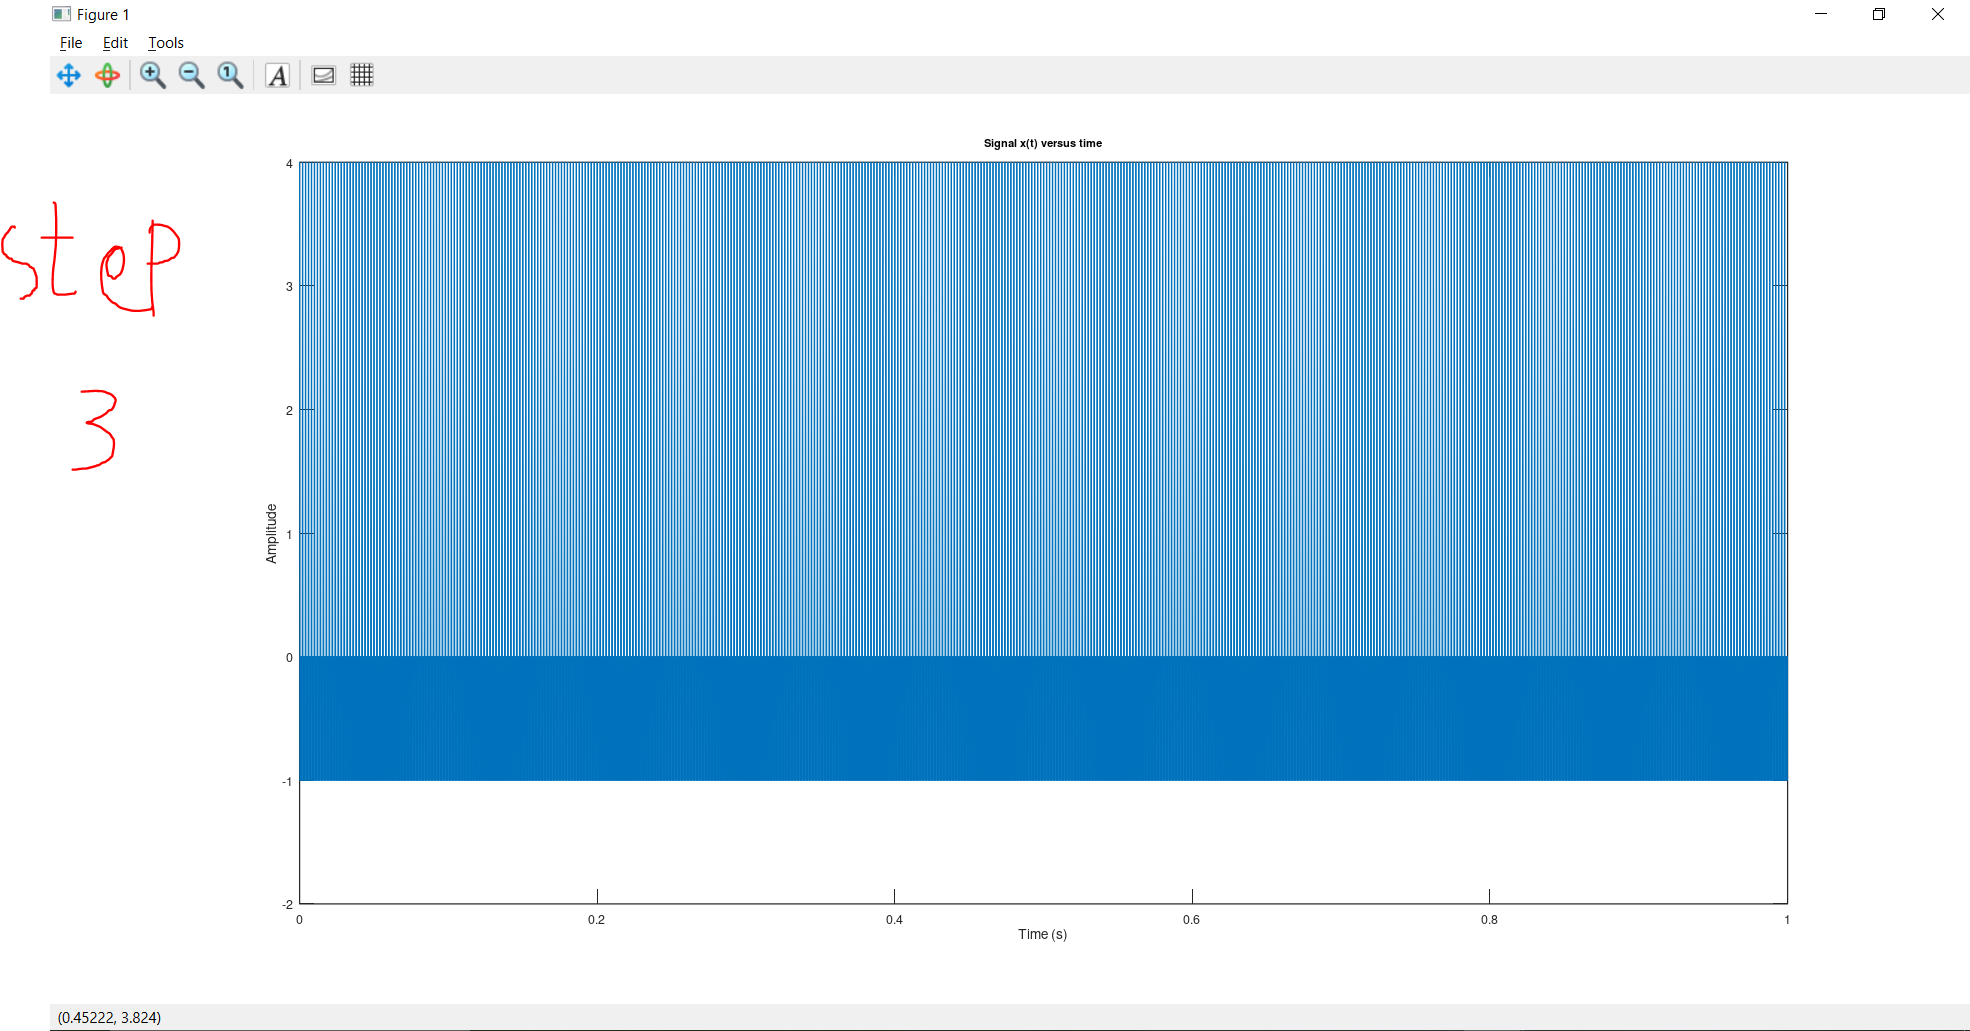 Figure 1
File Edit Tools
Signal x(t) versus time
step
3
4
3
2
1
0
-1
-2
Amplitude
0 0.2 0.4 0.6 0.8 1
Time (s)
(0.45222, 3.824)